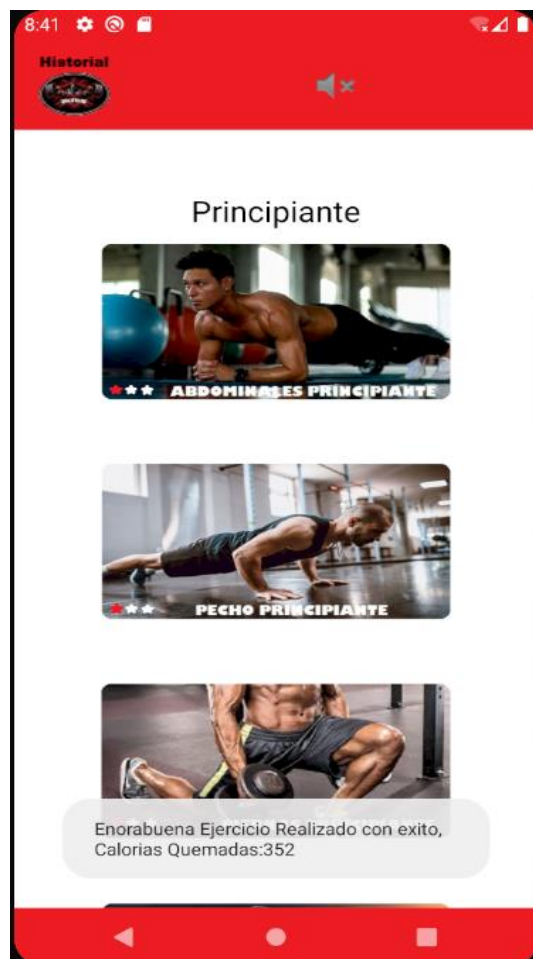 8:41
Historial
Principiante
ABDOMINALES PRINCIPIANTE
PECHO PRINCIPIANTE
Enorabuena Ejercicio Realizado con exito,
Calorias Quemadas:352